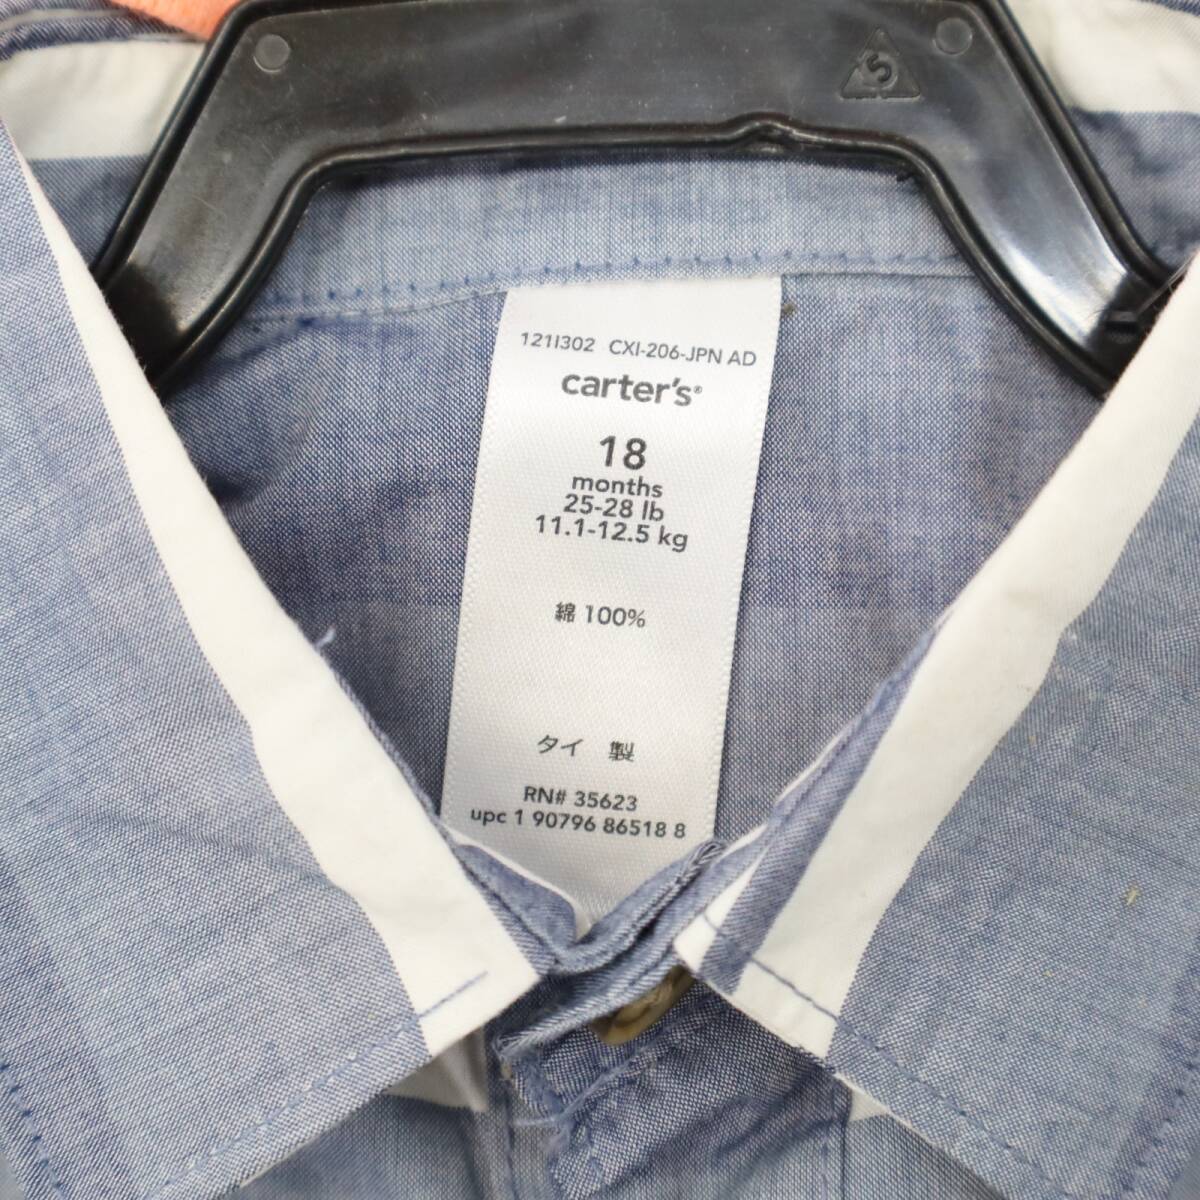 S
121I302 CXI-206-JPN AD
carter's®
18
months
25-28 lb
11.1-12.5 kg
綿 100%
タイ 製
RN# 35623
upc 1 90796 86518 8